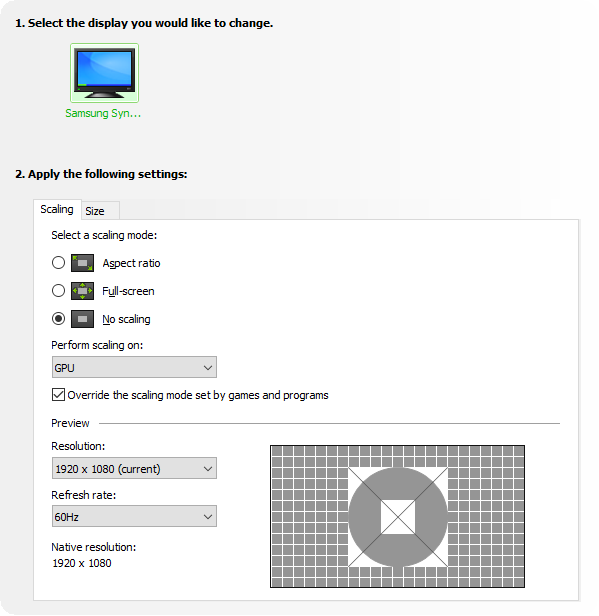 1. Select the display you would like to change.
Samsung Syn...
2. Apply the following settings:
Scaling Size
Select a scaling mode:
Aspect ratio
Full-screen
No scaling
Perform scaling on:
GPU
Override the scaling mode set by games and programs
Preview
Resolution:
1920 x 1080 (current)
Refresh rate:
60Hz
Native resolution:
1920 x 1080